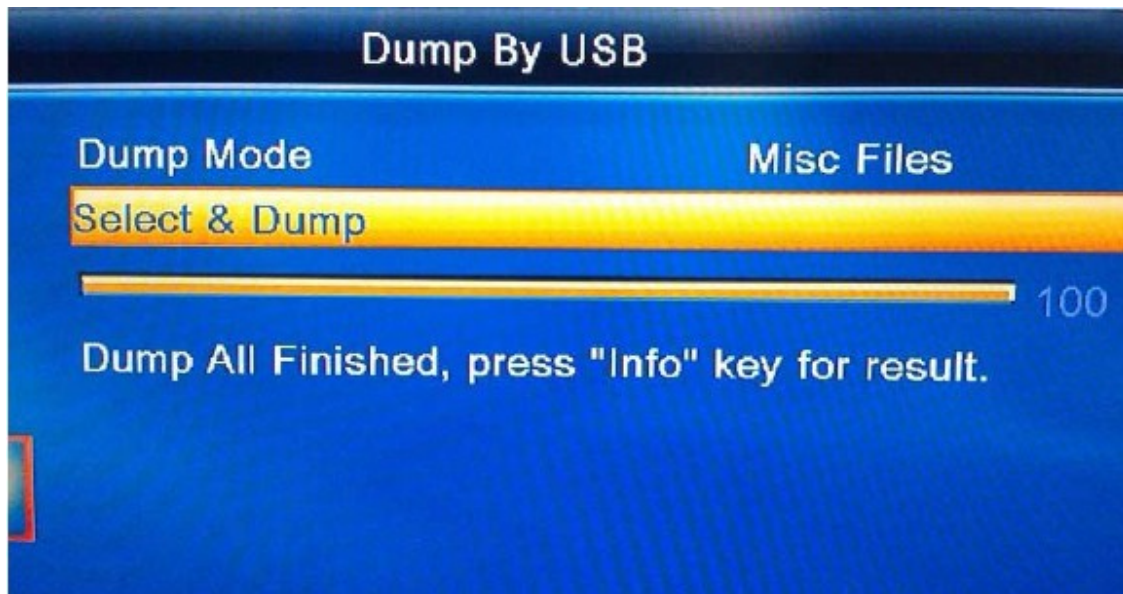 Dump By USB
Dump Mode Misc Files
Select & Dump
100
Dump All Finished, press "Info" key for result.